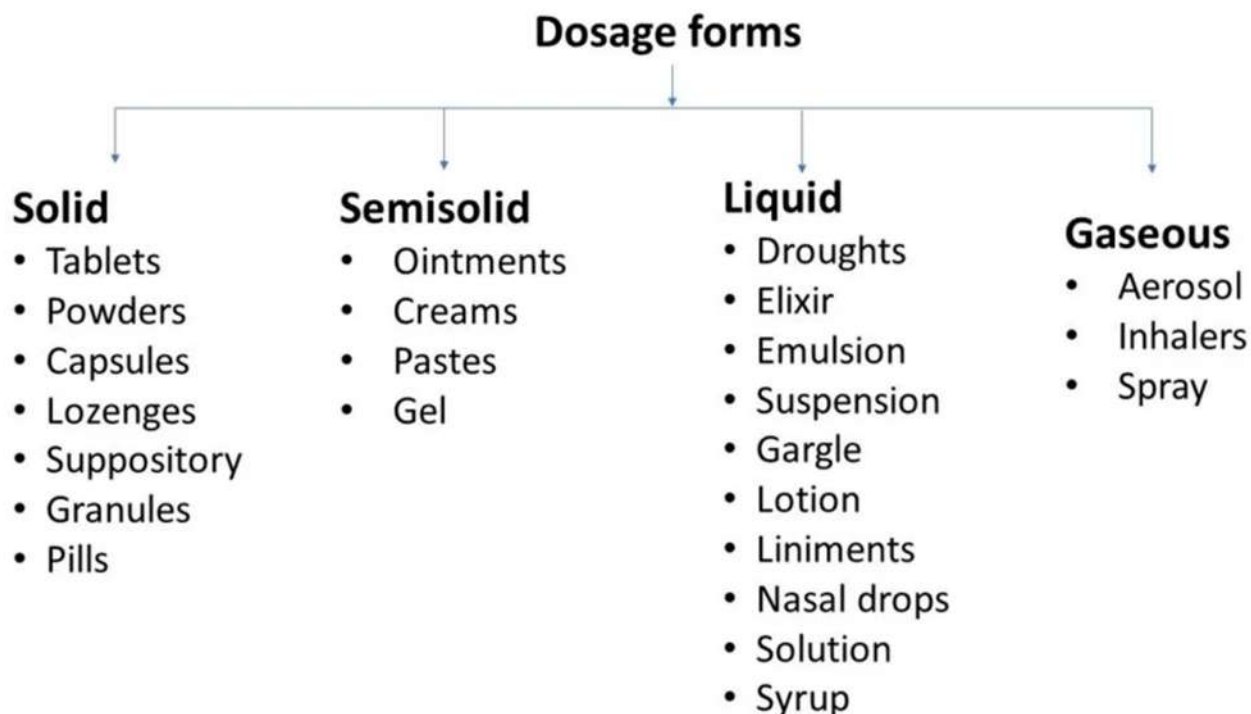 Dosage forms
Solid
• Tablets
• Powders
• Capsules
• Lozenges
• Suppository
• Granules
• Pills
Semisolid
• Ointments
• Creams
• Pastes
• Gel
Liquid
• Droughts
• Elixir
• Emulsion
• Suspension
• Gargle
• Lotion
• Liniments
• Nasal drops
• Solution
• Syrup
Gaseous
• Aerosol
• Inhalers
• Spray